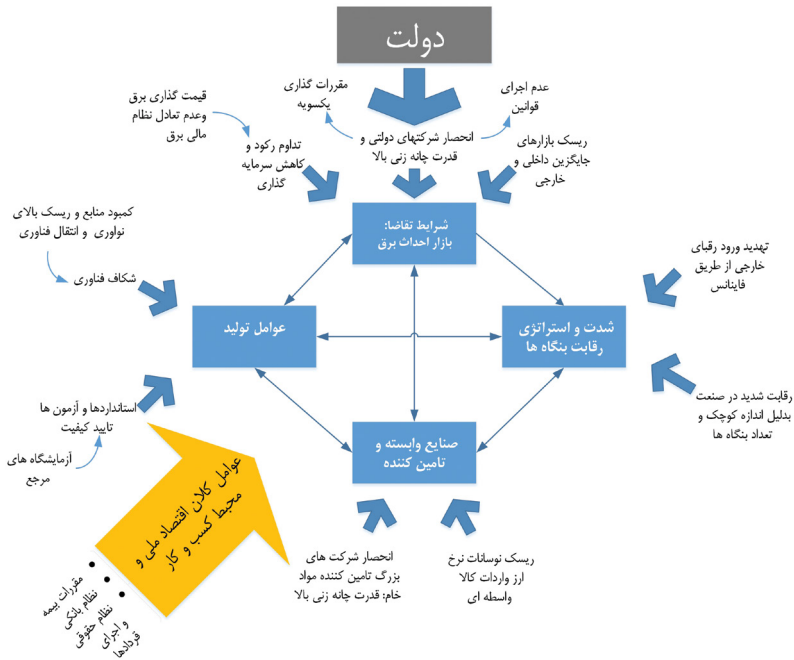 دولت
عدم اجرای
قوانین
مقررات گذاری
یکسویه
قیمت گذاری برق
وعدم تعادل نظام
مالی برق
انحصار شرکتهای دولتی و
قدرت چانه زنی بالا
ریسک بازارهای
جایگزین داخلی و
خارجی
تداوم رکود و
کاهش سرمایه
گذاری
شرایط تقاضا:
بازار احداث برق
کمبود منابع و ریسک بالای
نواوری و انتقال فناوری
شکاف فناوری
تهدید ورود رقبای
خارجی از طریق
فاینانس
شدت و استراتژی
رقابت بنگاه ها
عوامل تولید
رقابت شدید در صنعت
بدلیل اندازه کوچک و
تعداد بنگاه ها
استانداردها و آزمون ها
تایید کیفیت
آزمایشگاه های
مرجع
صنایع وابسته و
تامین کننده
عوامل کلان اقتصاد ملی و
محیط کسب و کار
• مقررات بیمه
• نظام بانکی
• نظام حقوقی
و اجرای
قردادها
انحصار شرکت های
بزرگ تامین کننده مواد
خام: قدرت چانه زنی بالا
ریسک نوسانات نرخ
ارز واردات کالا
واسطه ای